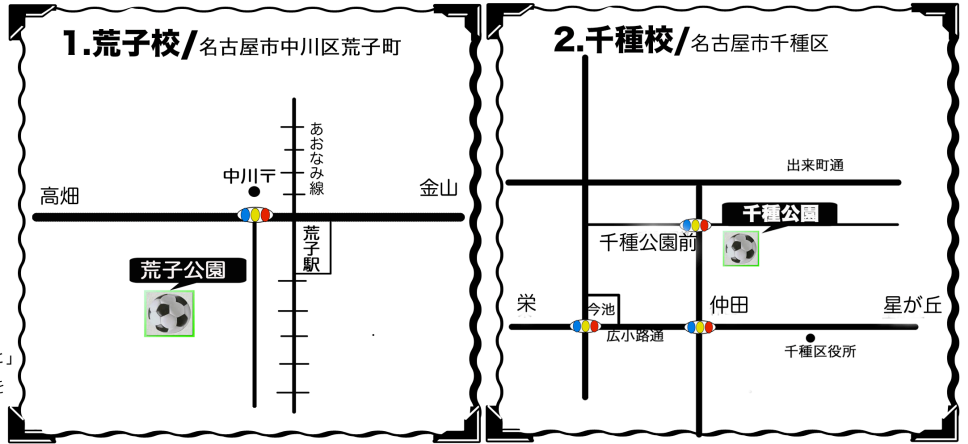 1.荒子校/名古屋市中川区荒子町
あおなみ線
中川〒
高畑
金山
荒子駅
荒子公園
と」
2.千種校/名古屋市千種区
出来町通
千種公園
千種公園前
栄
今池
仲田
星が丘
広小路通
千種区役所